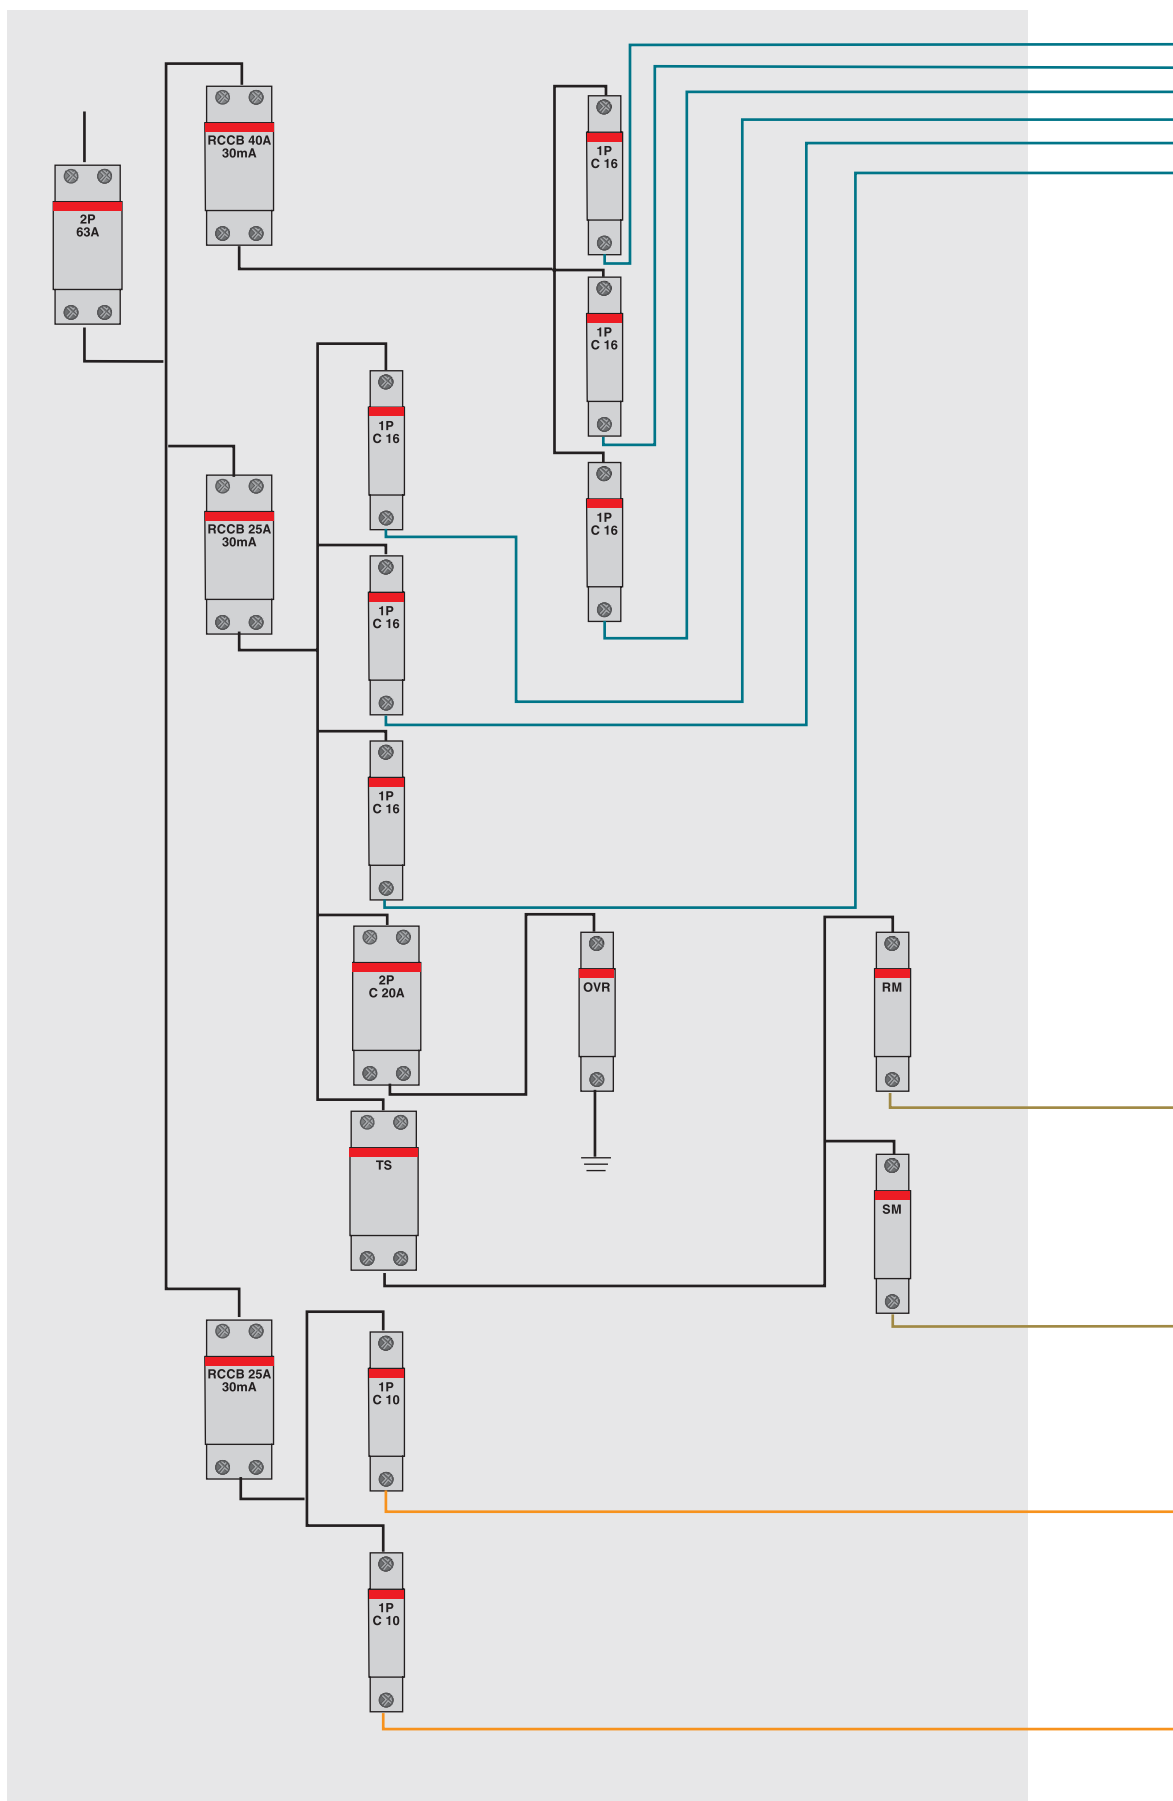 RCCB 40A
30mA
1P
C 16
2P
63A
1P
C 16
1P
C 16
RCCB 25A
30mA
1P
C 16
1P
C 16
1P
C 16
2P
C 20A
OVR
RM
TS
SM
RCCB 25A
30mA
1P
C 10
1P
C 10